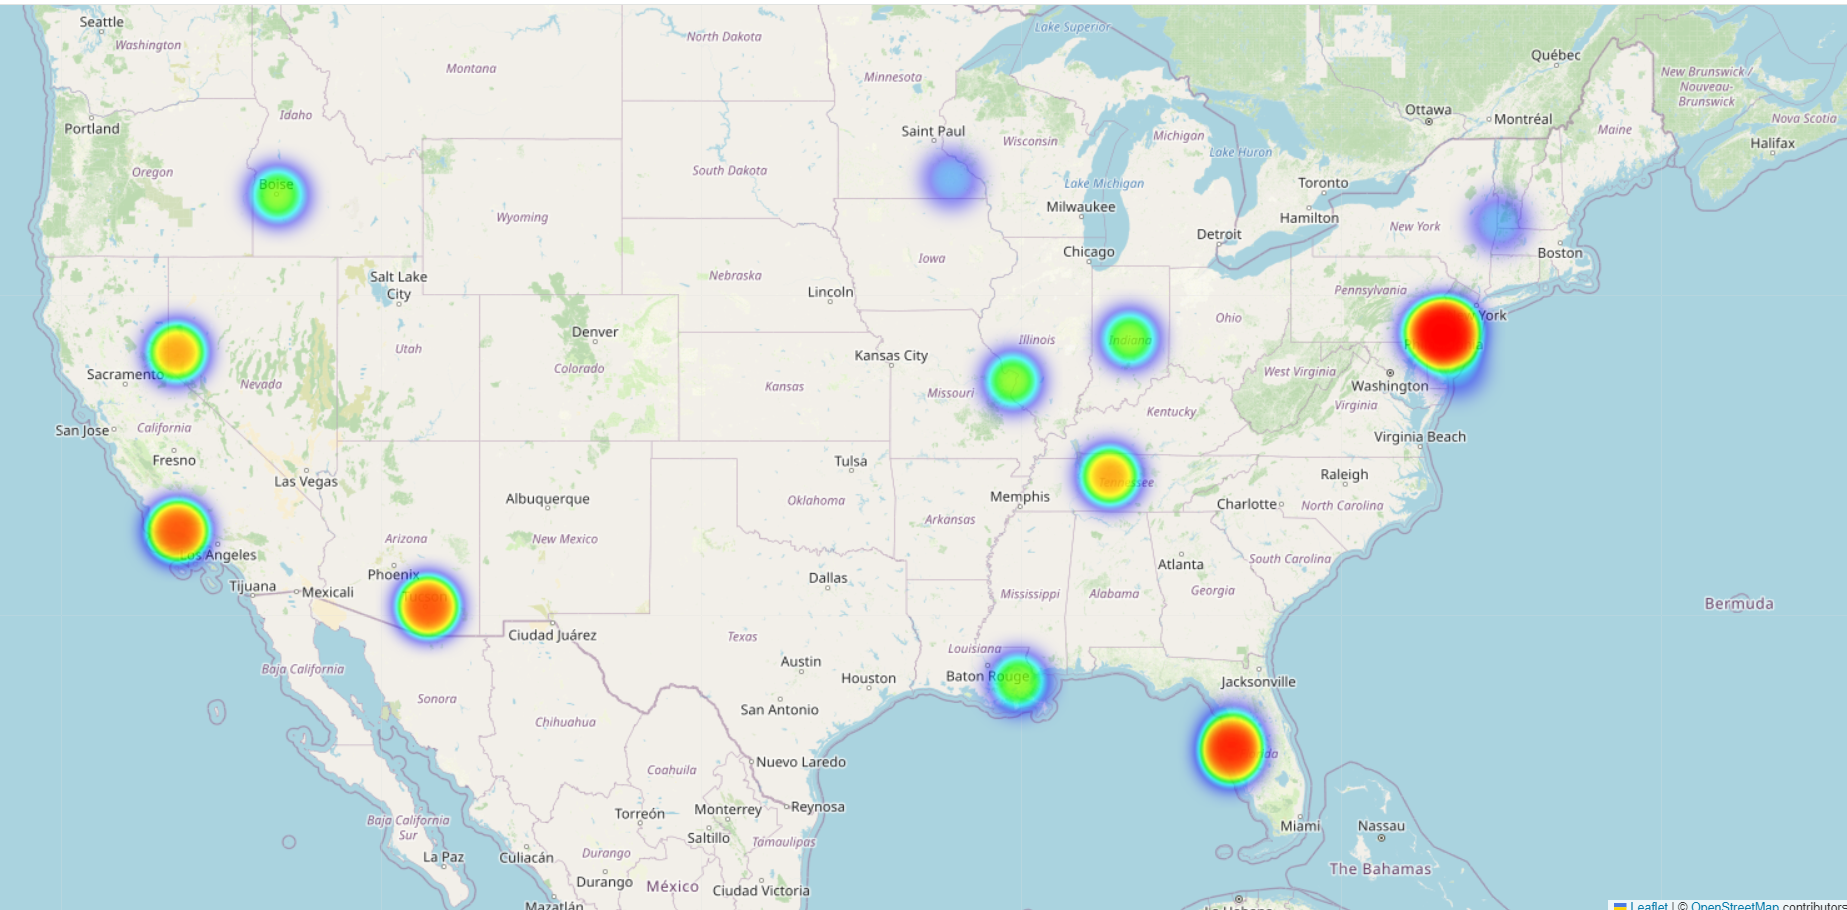 Seattle
Washington
North Dakota
Lake Superior
Québec
Montana
Minnesota
New Brunswick /
Nouveau-
Brunswick
Ottawa
Montréal
Nova Scotia
Idaho
Portland
Saint Paul
Wisconsin
Michigan
Maine
Halifax
Lake Huron
Oregon
South Dakota
Boise
Lake Michigan
Toronto
Milwaukee
Hamilton
Wyoming
New York
Detroit
Chicago
Boston
Iowa
Salt Lake
City
Nebraska
Lincoln
Pennsylvania
York
Ohio
Denver
Illinois
Indiana
Utah
Kansas City
Colorado
Sacramento
Nevada
West Virginia
Washington
Kansas
Missouri
Virginia
Kentucky
San Jose
California
Virginia Beach
Fresno
Tulsa
Las Vegas
Raleigh
Tennessee
Albuquerque
Oklahoma
Memphis
Charlotte
North Carolina
Arkansas
Arizona
New Mexico
Los Angeles
South Carolina
Atlanta
Phoenix
Dallas
Tijuana
Mexicali
Tucson
Mississippi
Alabama
Georgia
Bermuda
Ciudad Juárez
Texas
Louisiana
Austin
Baja California
Houston
Baton Rouge
Jacksonville
Sonora
San Antonio
Chihuahua
Nuevo Laredo
Coahuila
Reynosa
Monterrey
Torreón
Baja California
Sur
Saltillo
Tamaulipas
Miami
Nassau
La Paz
Culiacán
Durango
The Bahamas
Durango
México
Ciudad Victoria
Mazatlán
Leaflet | © OpenStreetMap contributors